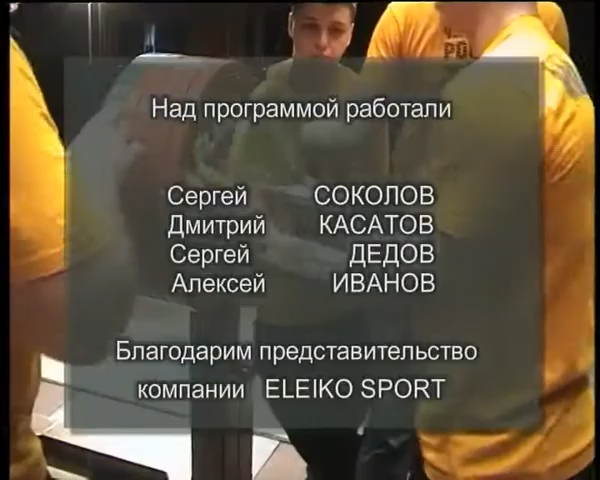 Над программой работали
Сергей СОКОЛОВ
Дмитрий КАСАТОВ
Сергей ДЕДОВ
Алексей ИВАНОВ
Благодарим представительство
компании ELEIKO SPORT